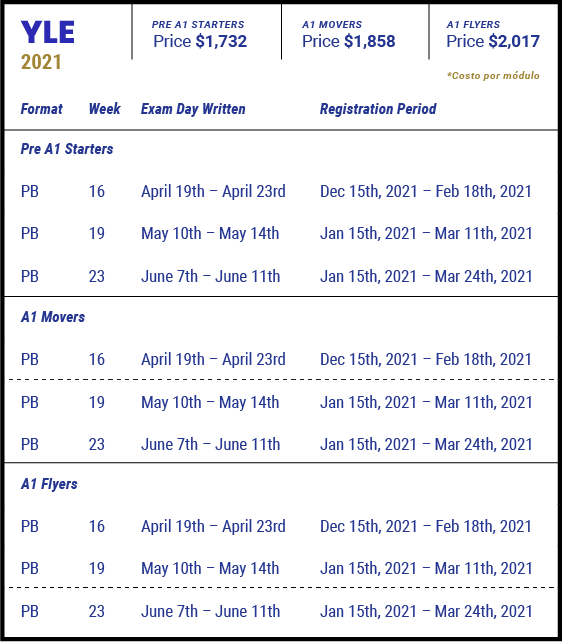 YLE
2021
PRE A1 STARTERS
Price $1,732
A1 MOVERS
Price $1,858
A1 FLYERS
Price $2,017
*Costo por módulo
Format Week Exam Day Written Registration Period
Pre A1 Starters
PB 16 April 19th – April 23rd Dec 15th, 2021 – Feb 18th, 2021
PB 19 May 10th – May 14th Jan 15th, 2021 – Mar 11th, 2021
PB 23 June 7th – June 11th Jan 15th, 2021 – Mar 24th, 2021
A1 Movers
PB 16 April 19th – April 23rd Dec 15th, 2021 – Feb 18th, 2021
PB 19 May 10th – May 14th Jan 15th, 2021 – Mar 11th, 2021
PB 23 June 7th – June 11th Jan 15th, 2021 – Mar 24th, 2021
A1 Flyers
PB 16 April 19th – April 23rd Dec 15th, 2021 – Feb 18th, 2021
PB 19 May 10th – May 14th Jan 15th, 2021 – Mar 11th, 2021
PB 23 June 7th – June 11th Jan 15th, 2021 – Mar 24th, 2021